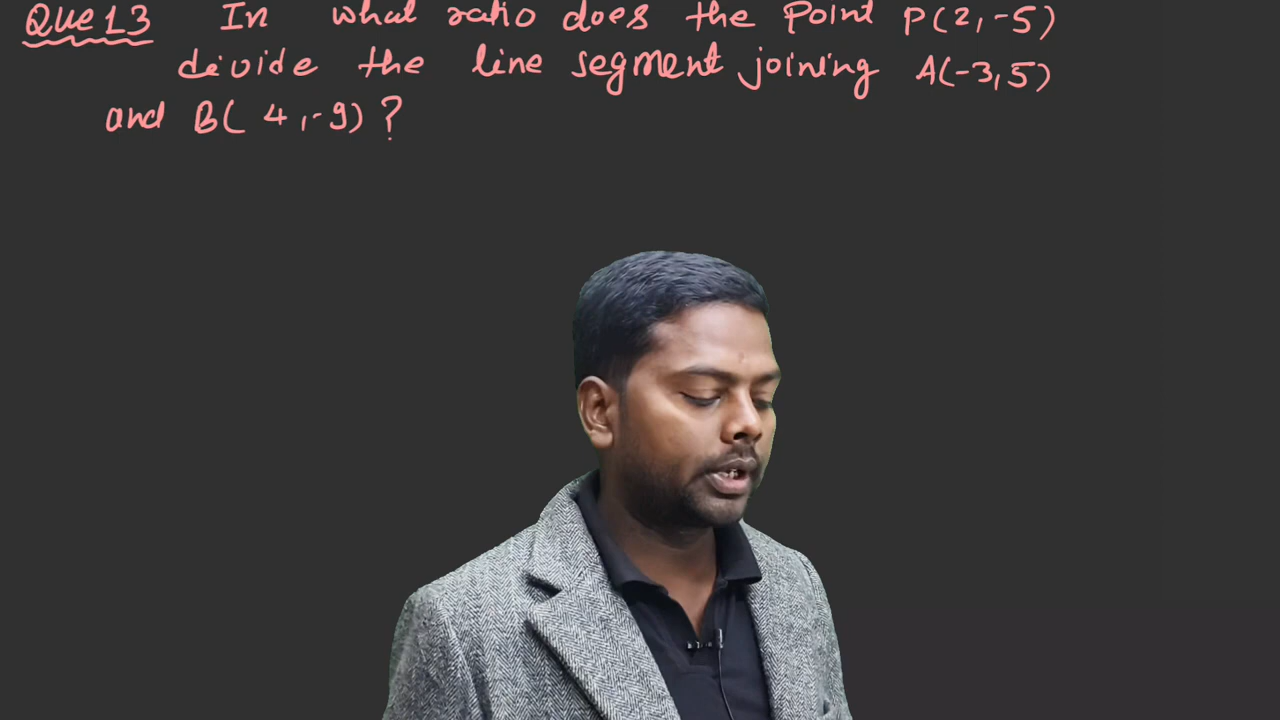 Que 13 In what ratio does the Point P(2,-5)
divide the line segment joining A(-3,5)
and B( 4,-9) ?